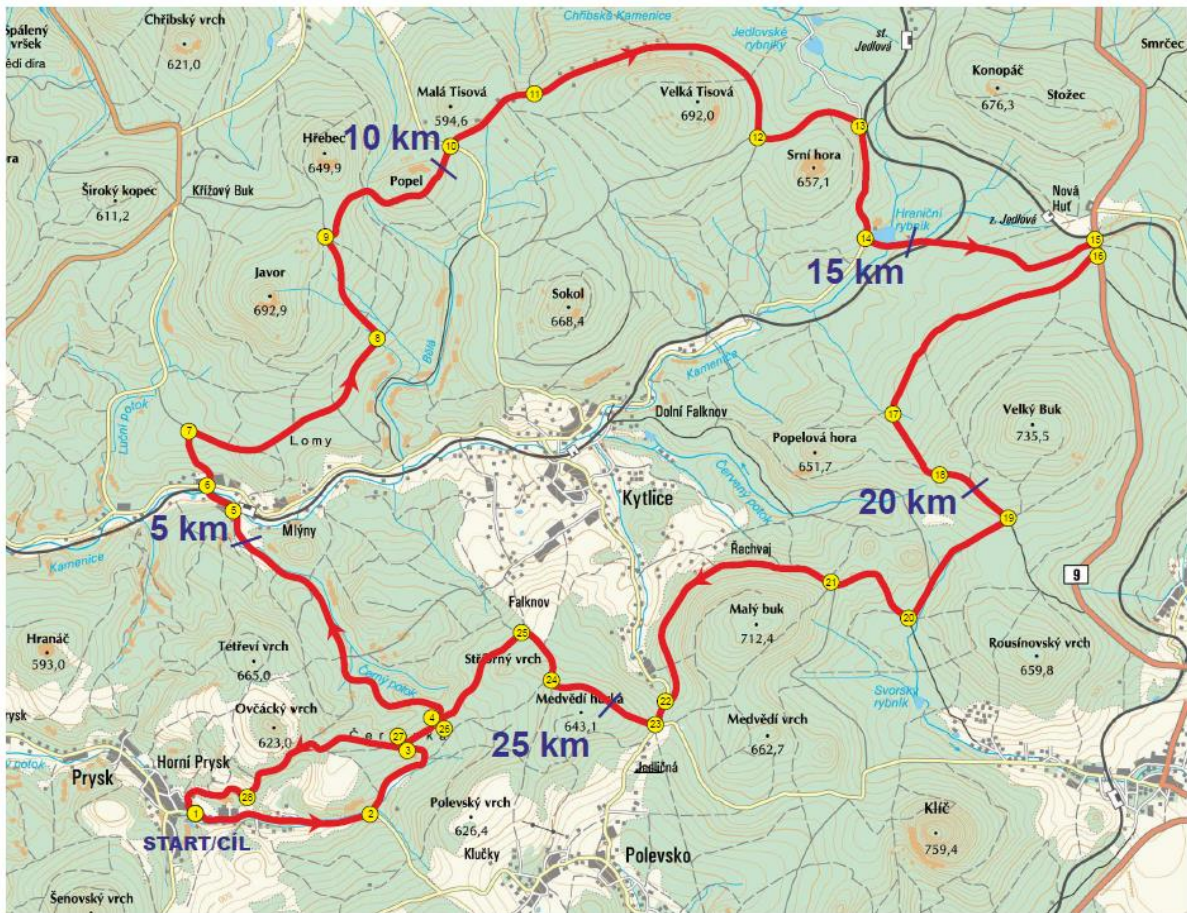 Chřibský vrch
621,0
Spálený
vršek
ědí díra
Chřibská Kamenice
Jedlovské
rybníky
st.
Jedlová
Smrčec
Konopáč
676,3
Stožec
Malá Tisová
594,6
11
Velká Tisová
692,0
12
13
10 km
10
Hřebec
649,9
Popel
Srní hora
657,1
Široký kopec
611,2
Křížový Buk
ora
Nová
Huť
z. Jedlová
Hraniční
rybník
9
14
15
16
15 km
Javor
692,9
Sokol
668,4
8
Bělá
Kamenice
Luční potok
7
Lomy
Dolní Falknov
17
Velký Buk
735,5
Popelová hora
651,7
18
6
5
5 km
Mlýny
Kamenice
Kytlice
Červený potok
20 km
19
Řachvaj
21
9
Falknov
25
Malý buk
712,4
20
Hranáč
593,0
Tetřeví vrch
665,0
Stříbrný vrch
Rousínovský vrch
659,8
Černý potok
24
Medvědí hůrka
643,1
22
Svorský
rybník
Ovčácký vrch
623,0
4
26
27
3
23
25 km
Medvědí vrch
662,7
rysk
Horní Prysk
Prysk
Jedličná
28
1
2
Polevský vrch
626,4
Klíč
759,4
START/CÍL
Klučky
Polevsko
Šenovský vrch